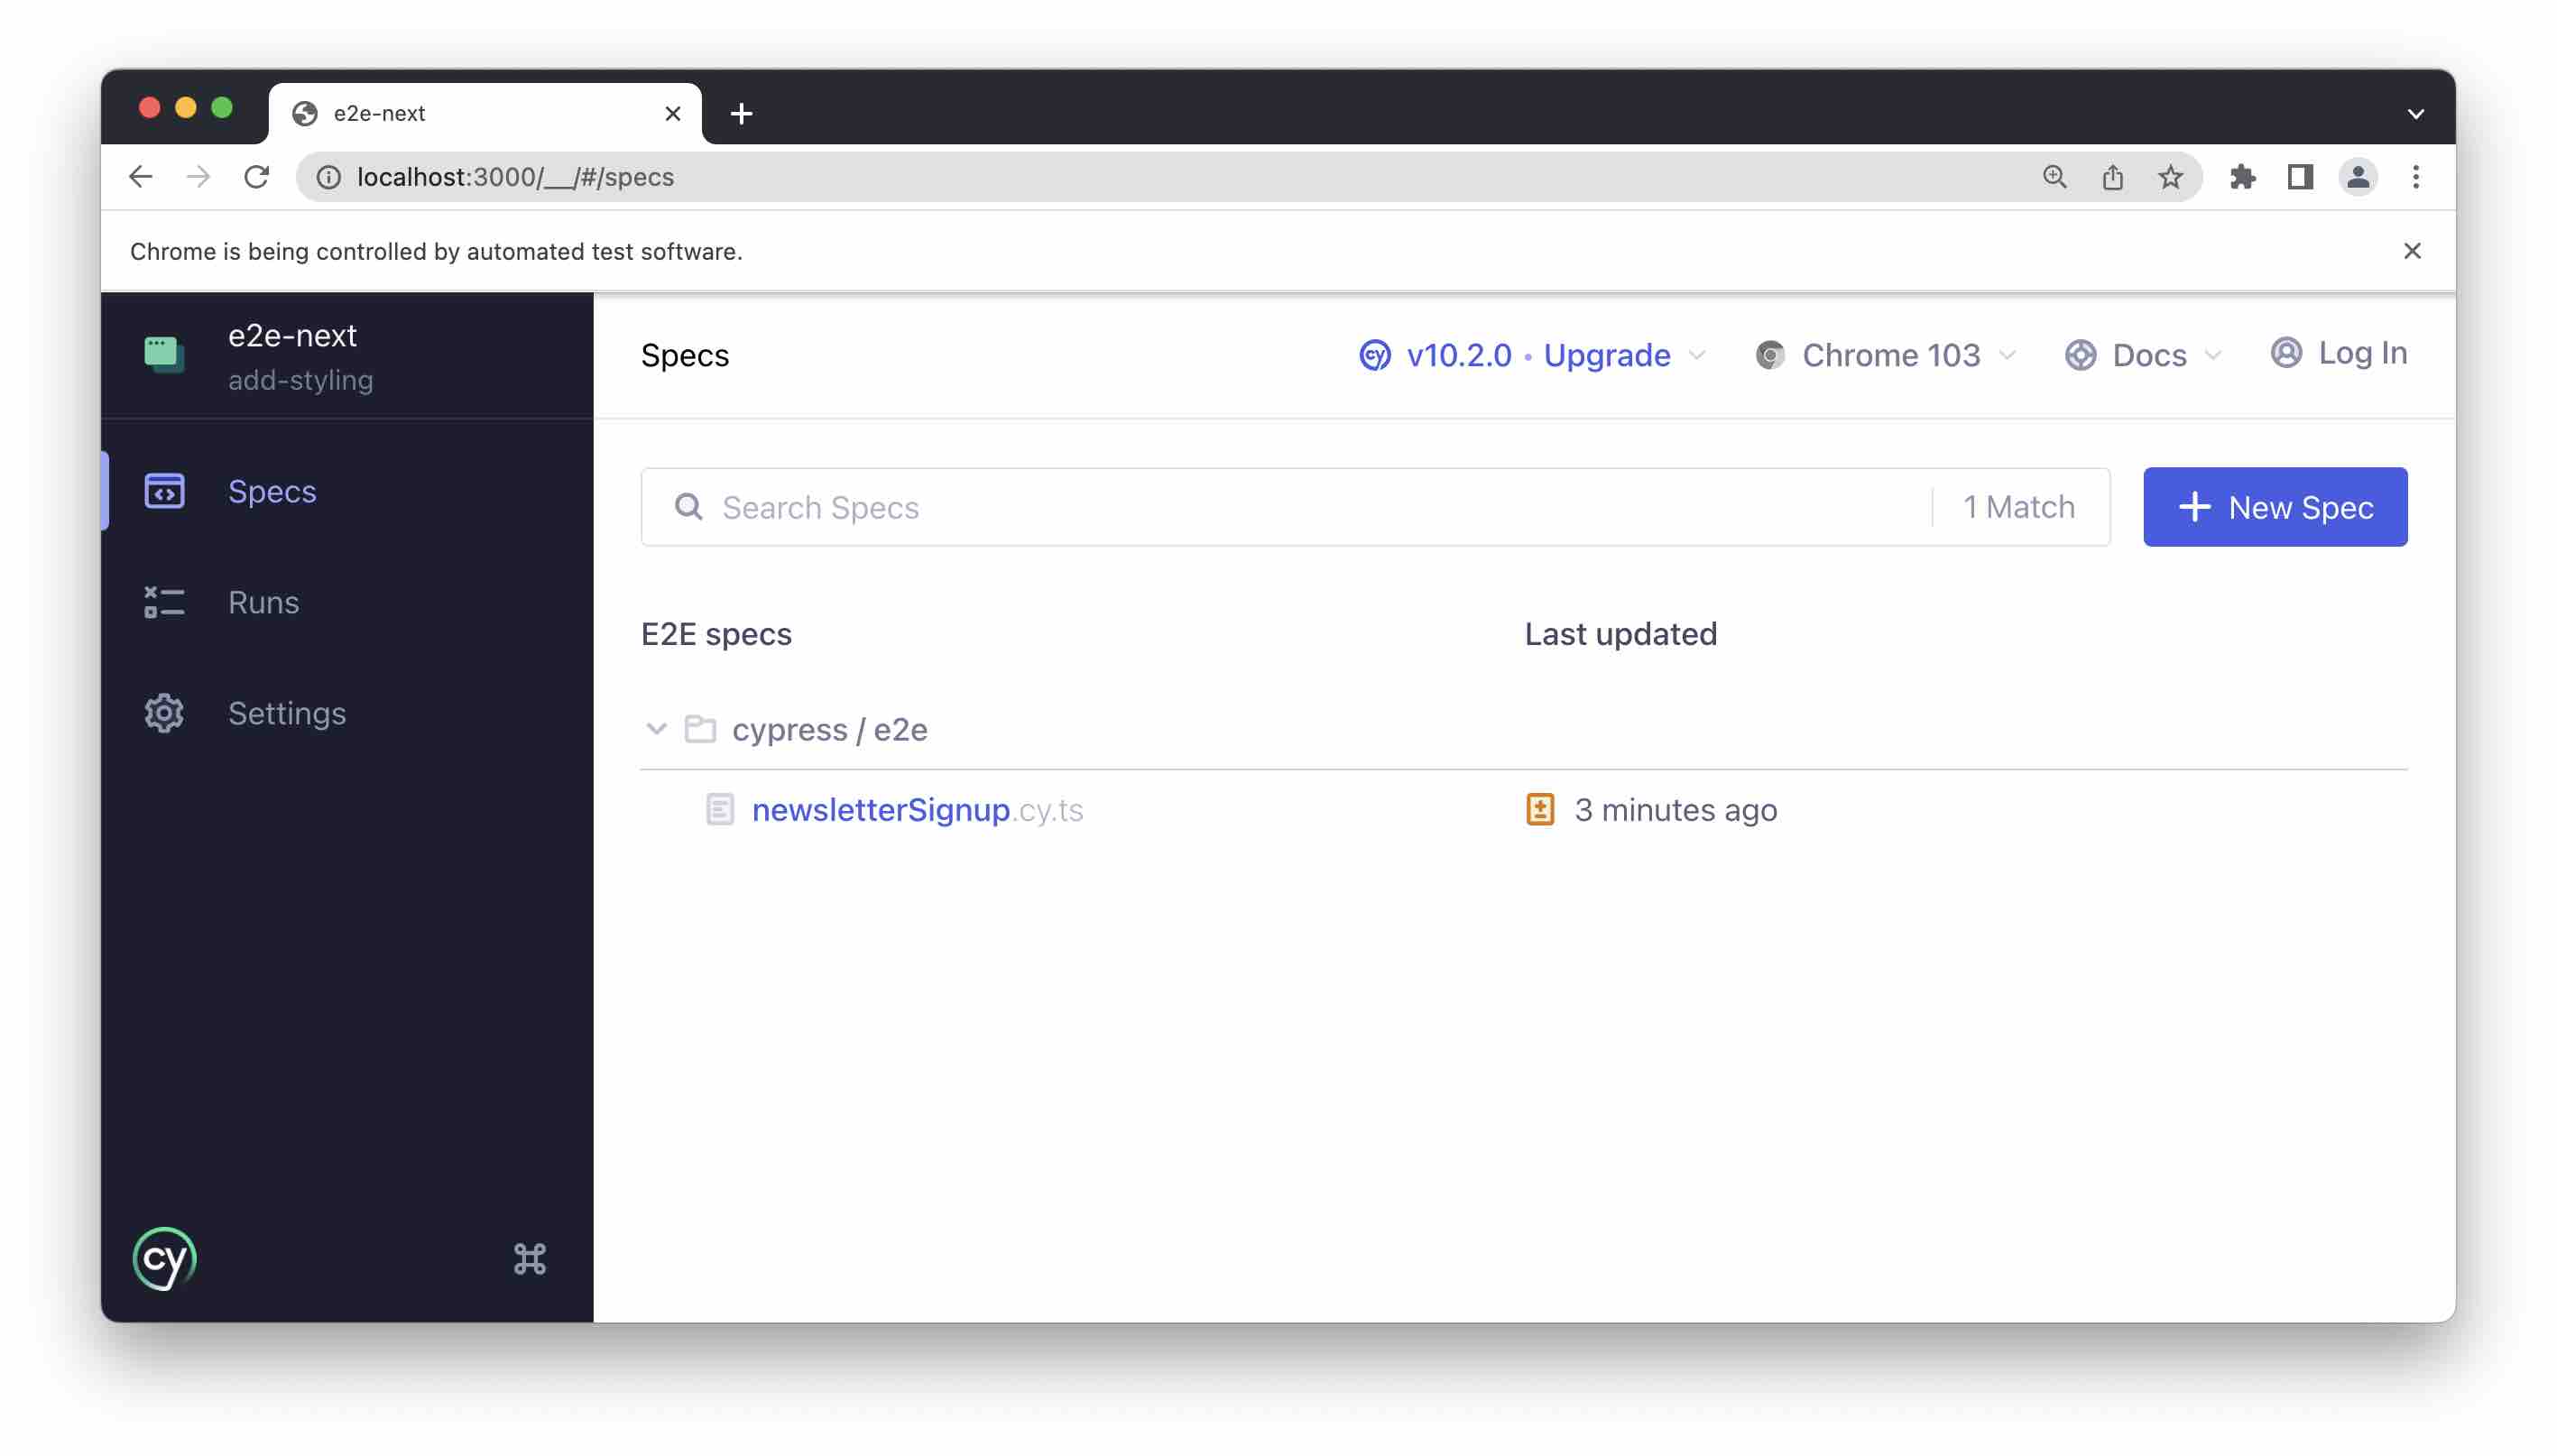 e2e-next
localhost:3000/__/#/specs
Chrome is being controlled by automated test software.
e2e-next
add-styling
Specs
Runs
Settings
cy
Specs
cy v10.2.0 • Upgrade
Chrome 103
Docs
Log In
Search Specs
1 Match
+ New Spec
E2E specs
Last updated
cypress / e2e
newsletterSignup.cy.ts
3 minutes ago